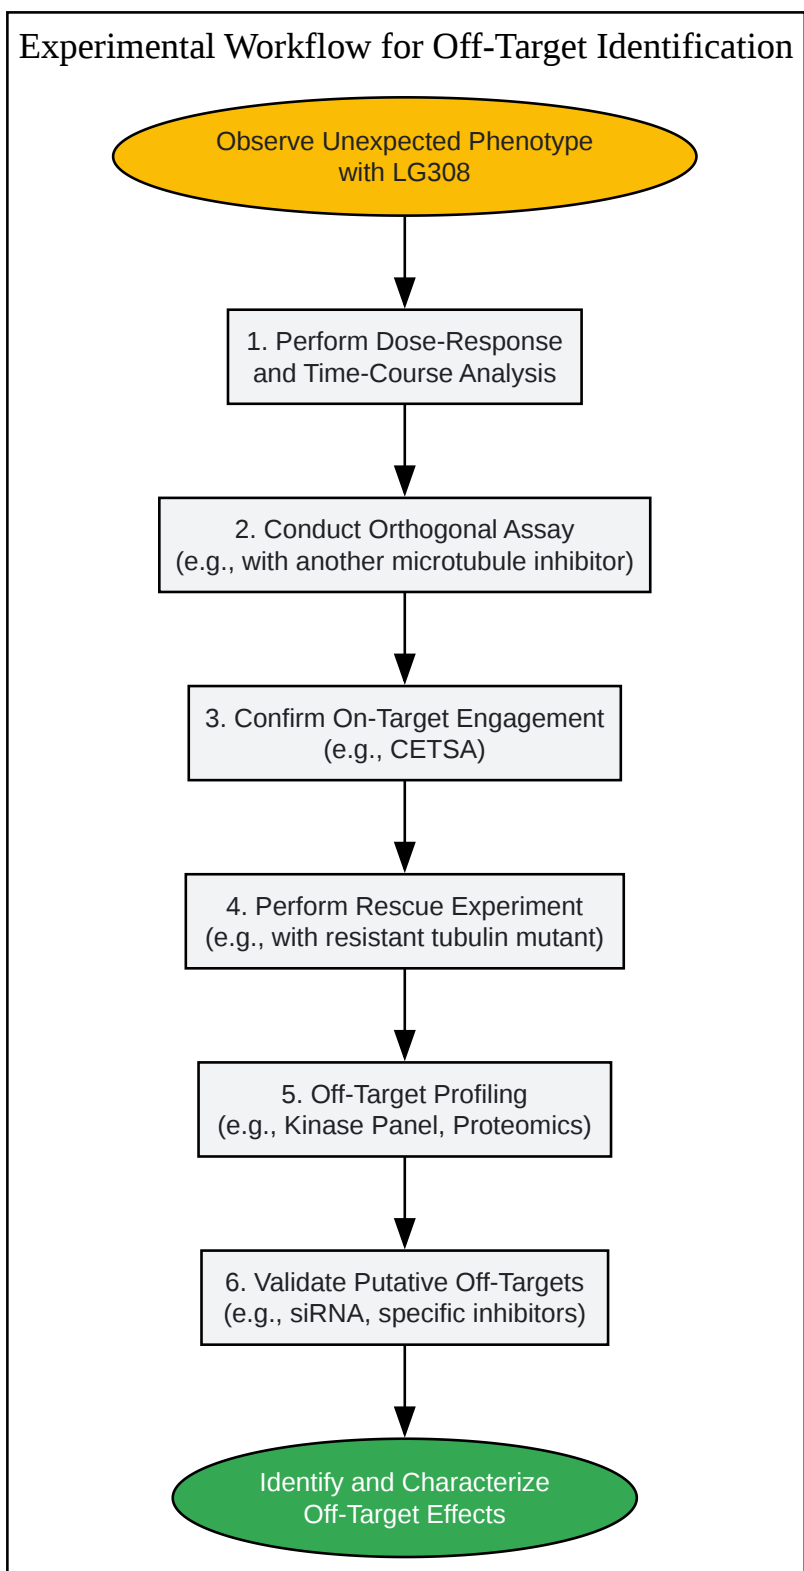 Experimental Workflow for Off-Target Identification
Observe Unexpected Phenotype
with LG308
1. Perform Dose-Response
and Time-Course Analysis
2. Conduct Orthogonal Assay
(e.g., with another microtubule inhibitor)
3. Confirm On-Target Engagement
(e.g., CETSA)
4. Perform Rescue Experiment
(e.g., with resistant tubulin mutant)
5. Off-Target Profiling
(e.g., Kinase Panel, Proteomics)
6. Validate Putative Off-Targets
(e.g., siRNA, specific inhibitors)
Identify and Characterize
Off-Target Effects